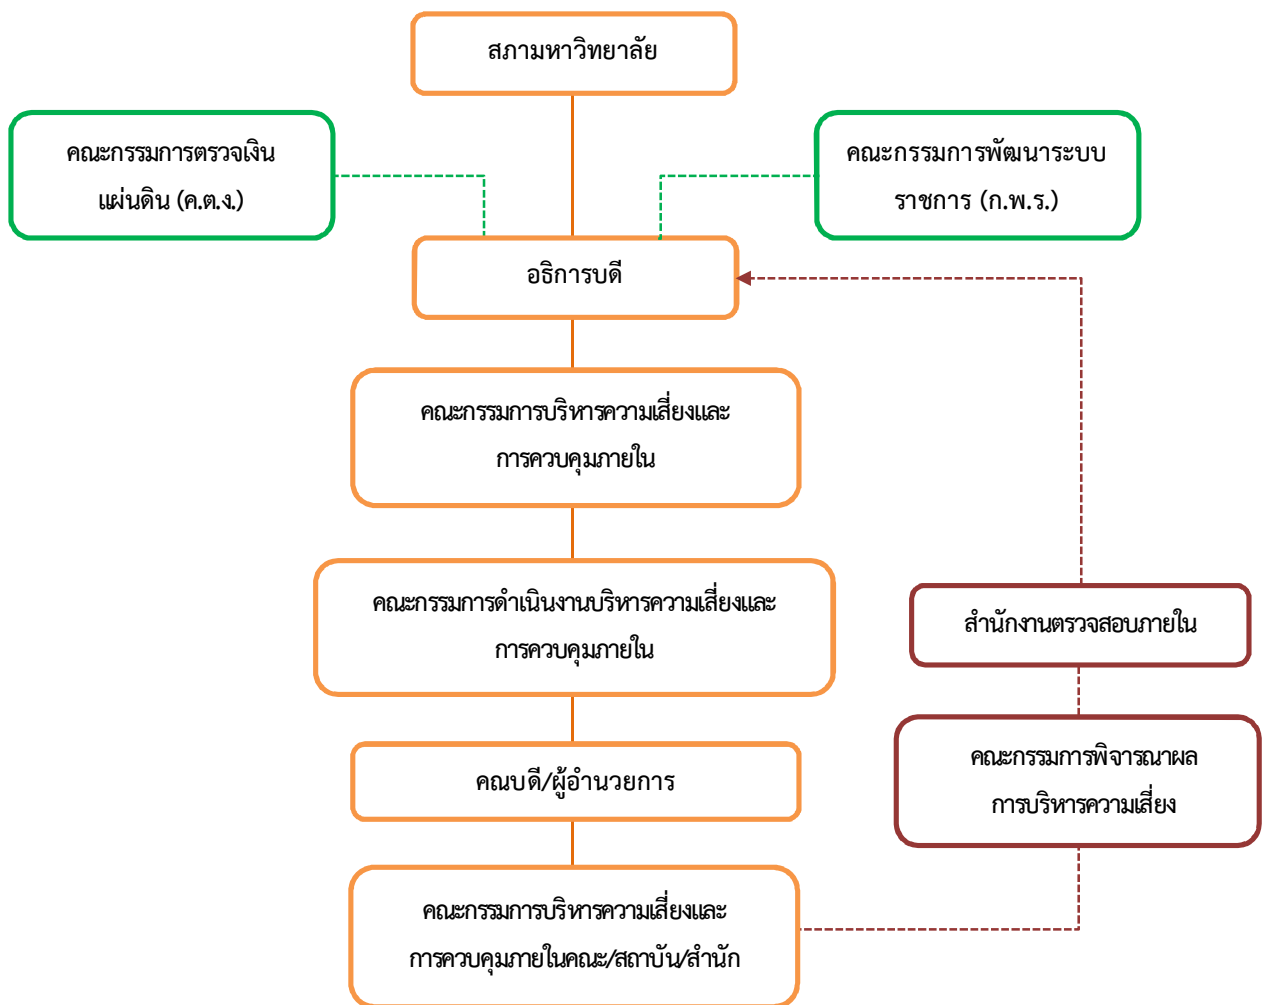 สภามหาวิทยาลัย
คณะกรรมการตรวจเงิน
แผ่นดิน (ค.ต.ง.)
คณะกรรมการพัฒนาระบบ
ราชการ (ก.พ.ร.)
อธิการบดี
คณะกรรมการบริหารความเสี่ยงและ
การควบคุมภายใน
คณะกรรมการดำเนินงานบริหารความเสี่ยงและ
การควบคุมภายใน
สำนักงานตรวจสอบภายใน
คณะกรรมการพิจารณาผล
การบริหารความเสี่ยง
คณบดี/ผู้อำนวยการ
คณะกรรมการบริหารความเสี่ยงและ
การควบคุมภายในคณะ/สถาบัน/สำนัก